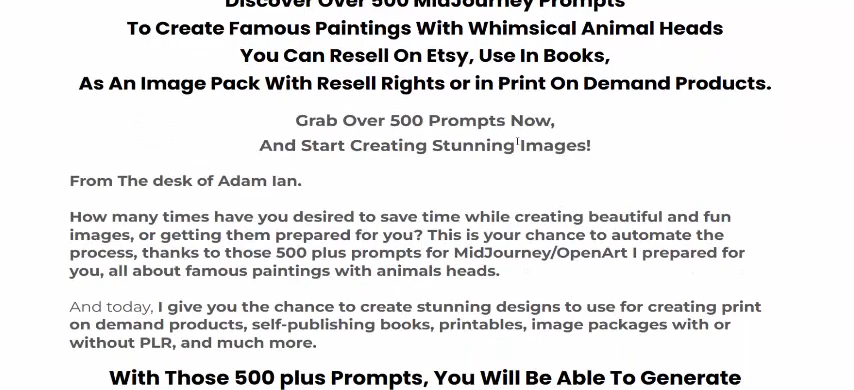 Discover Over 500 MidJourney Prompts
To Create Famous Paintings With Whimsical Animal Heads
You Can Resell On Etsy, Use In Books,
As An Image Pack With Resell Rights or in Print On Demand Products.
Grab Over 500 Prompts Now,
And Start Creating Stunning Images!
From The desk of Adam Ian.
How many times have you desired to save time while creating beautiful and fun
images, or getting them prepared for you? This is your chance to automate the
process, thanks to those 500 plus prompts for MidJourney/OpenArt I prepared for
you, all about famous paintings with animals heads.
And today, I give you the chance to create stunning designs to use for creating print
on demand products, self-publishing books, printables, image packages with or
without PLR, and much more.
With Those 500 plus Prompts, You Will Be Able To Generate